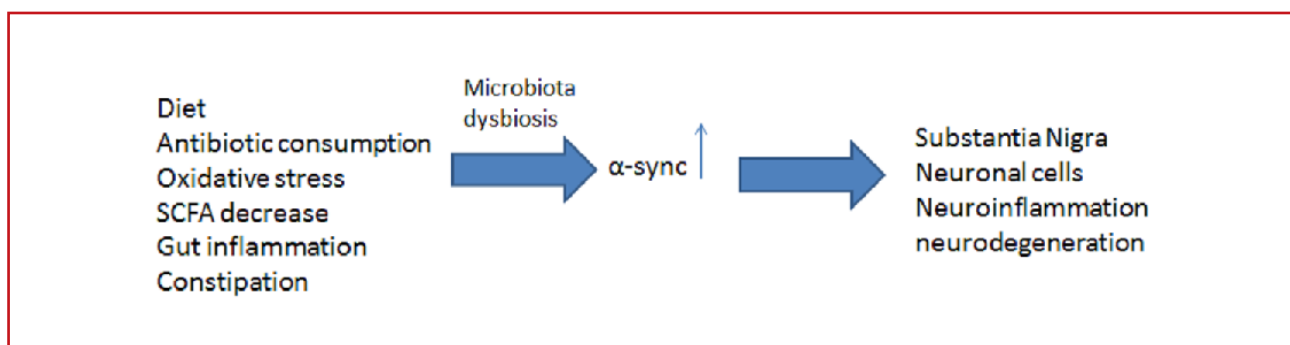 Diet
Antibiotic consumption
Oxidative stress
SCFA decrease
Gut inflammation
Constipation
Microbiota
dysbiosis
α-sync
Substantia Nigra
Neuronal cells
Neuroinflammation
neurodegeneration